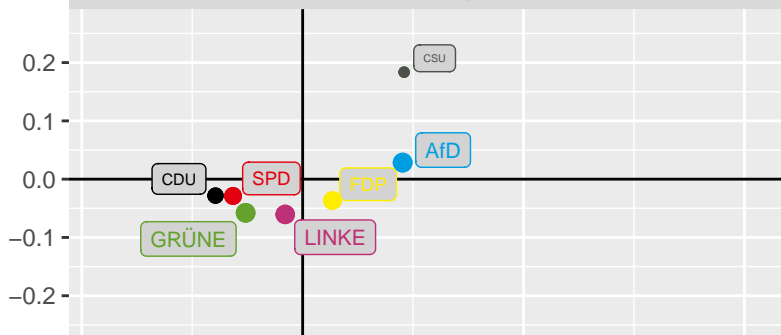 0.2
CSU
0.1
AfD
0.0
CDU
SPD
FDP
−0.1
GRÜNE
LINKE
−0.2